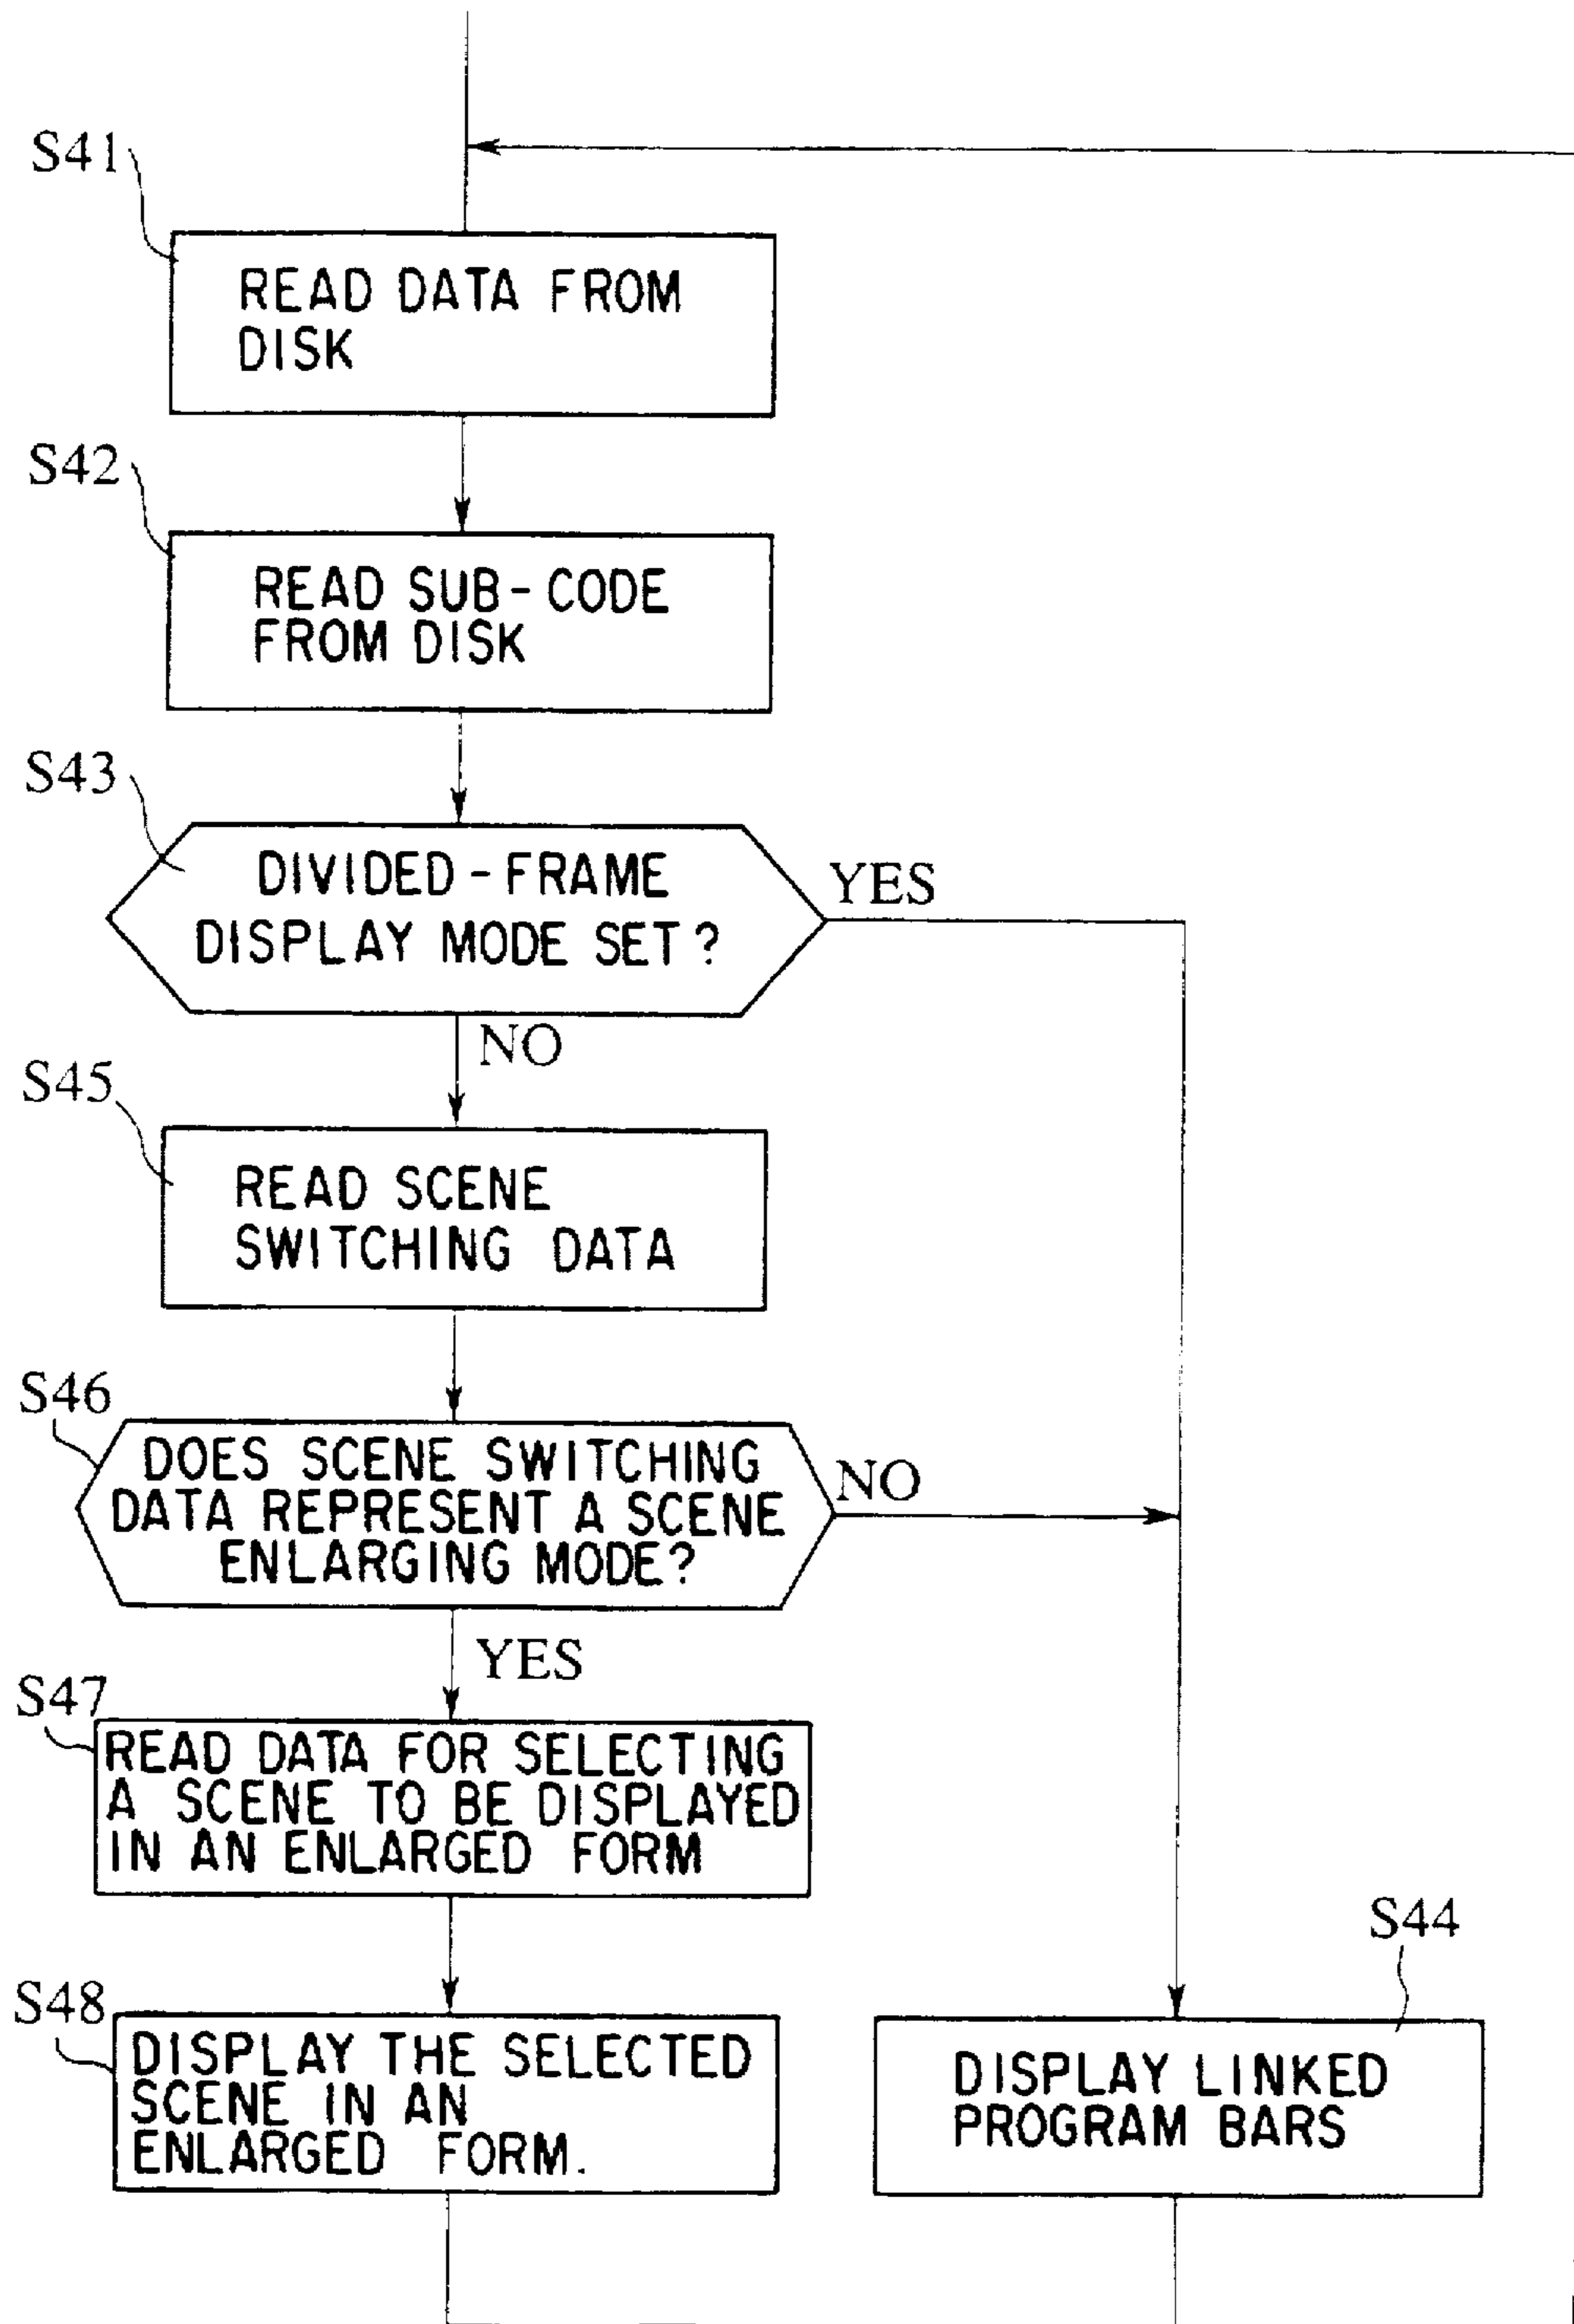 S41
READ DATA FROM
DISK
S42
READ SUB-CODE
FROM DISK
S43
DIVIDED-FRAME
DISPLAY MODE SET?
YES
NO
S45
READ SCENE
SWITCHING DATA
S46
DOES SCENE SWITCHING
DATA REPRESENT A SCENE
ENLARGING MODE?
NO
YES
S47
READ DATA FOR SELECTING
A SCENE TO BE DISPLAYED
IN AN ENLARGED FORM
S48
DISPLAY THE SELECTED
SCENE IN AN
ENLARGED FORM.
S44
DISPLAY LINKED
PROGRAM BARS